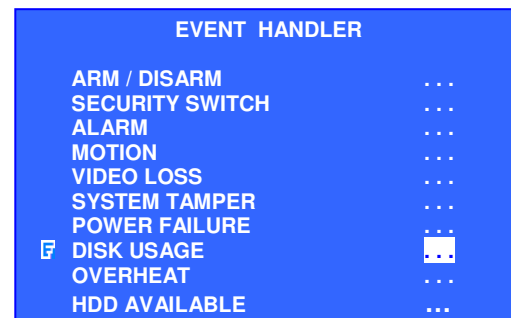 EVENT HANDLER
ARM / DISARM ...
SECURITY SWITCH ...
ALARM ...
MOTION ...
VIDEO LOSS ...
SYSTEM TAMPER ...
POWER FAILURE ...
F DISK USAGE ...
OVERHEAT ...
HDD AVAILABLE ...